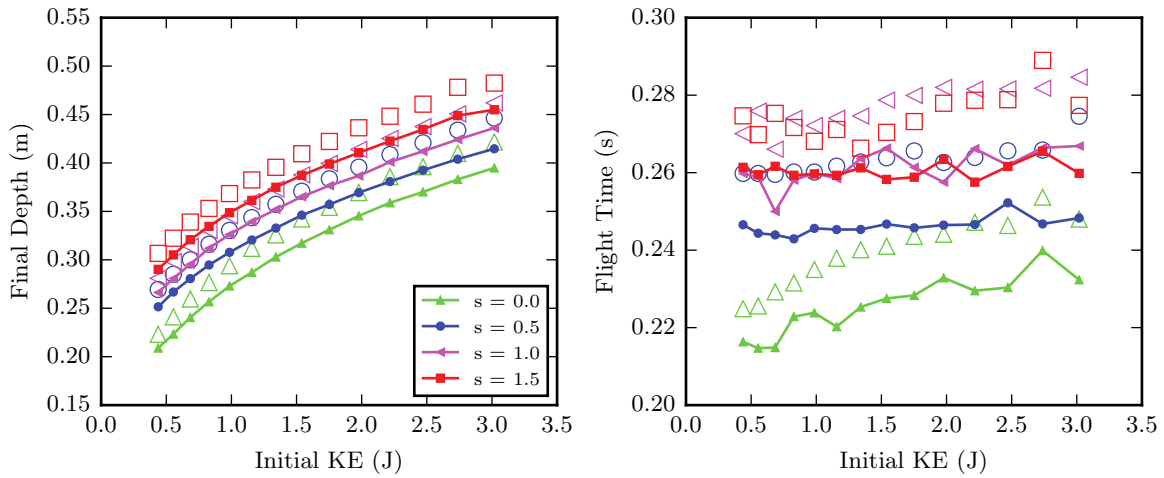 0.55
0.50
0.45
0.40
0.35
0.30
0.25
0.20
0.15
Final Depth (m)
0.0 0.5 1.0 1.5 2.0 2.5 3.0 3.5
Initial KE (J)
s = 0.0
s = 0.5
s = 1.0
s = 1.5
0.30
0.28
0.26
0.24
0.22
0.20
Flight Time (s)
0.0 0.5 1.0 1.5 2.0 2.5 3.0 3.5
Initial KE (J)